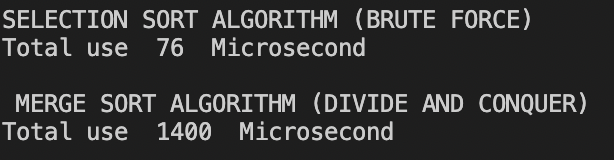 SELECTION SORT ALGORITHM (BRUTE FORCE)
Total use  76  Microsecond
MERGE SORT ALGORITHM (DIVIDE AND CONQUER)
Total use  1400  Microsecond